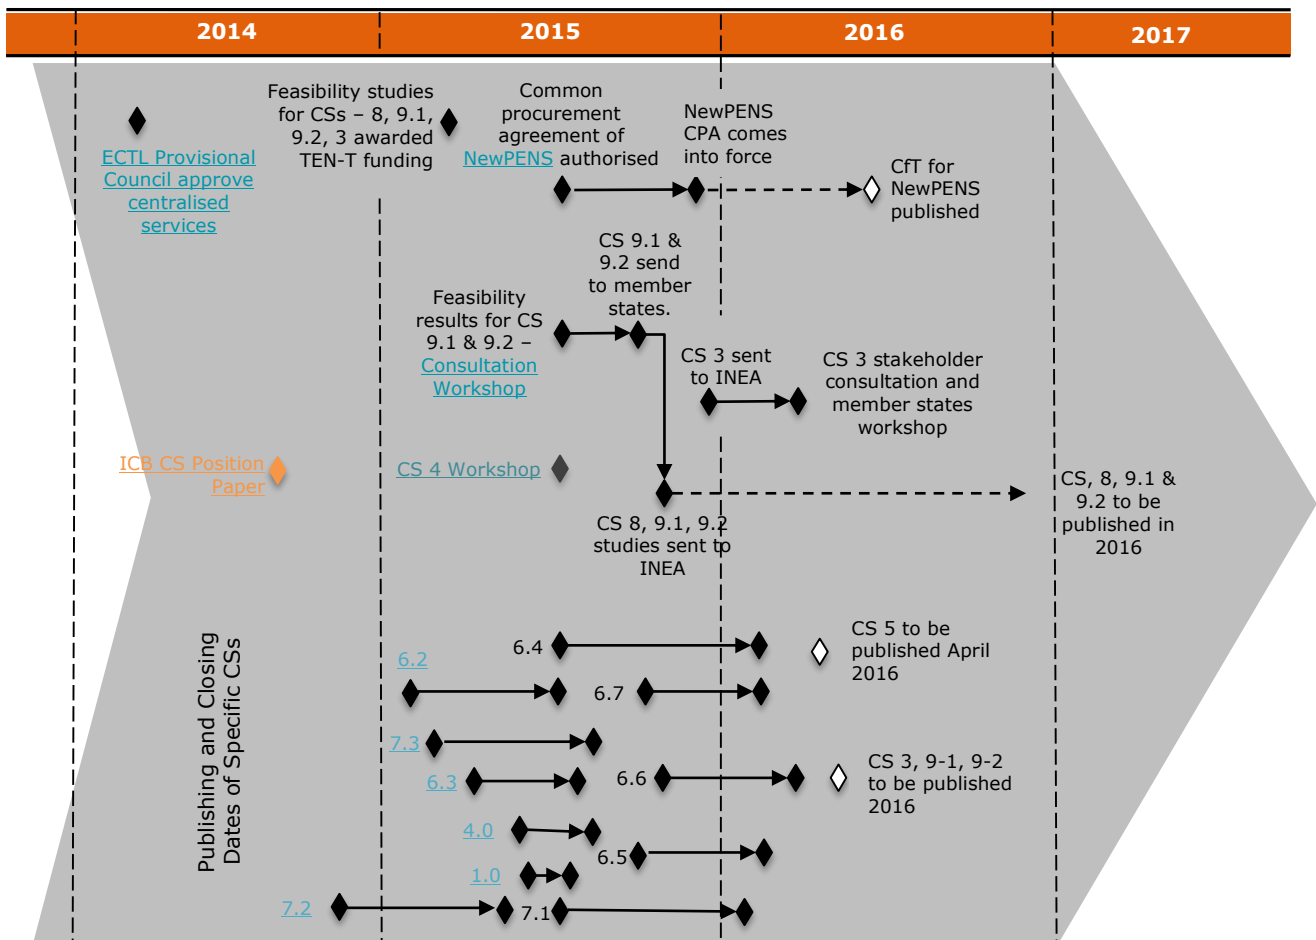 2014
2015
2016
2017
ECTL Provisional
Council approve
centralised
services
Feasibility studies
for CSs – 8, 9.1,
9.2, 3 awarded
TEN-T funding
Common
procurement
agreement of
NewPENS authorised
NewPENS
CPA comes
into force
CfT for
NewPENS
published
CS 9.1 &
9.2 send
to member
states.
Feasibility
results for CS
9.1 & 9.2 –
Consultation
Workshop
CS 3 sent
to INEA
CS 3 stakeholder
consultation and
member states
workshop
ICB CS Position
Paper
CS 4 Workshop
CS 8, 9.1, 9.2
studies sent to
INEA
CS, 8, 9.1 &
9.2 to be
published in
2016
Publishing and Closing
Dates of Specific CSs
6.4
6.2
CS 5 to be
published April
2016
6.7
7.3
6.3
6.6
CS 3, 9-1, 9-2
to be published
2016
4.0
6.5
1.0
7.2
7.1